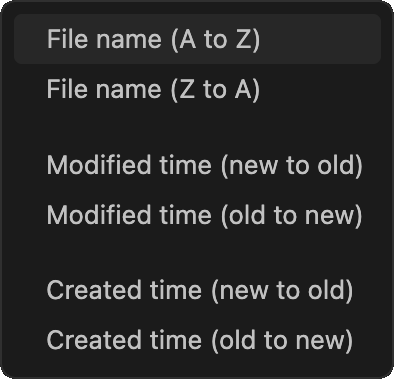 File name (A to Z)
File name (Z to A)
Modified time (new to old)
Modified time (old to new)
Created time (new to old)
Created time (old to new)